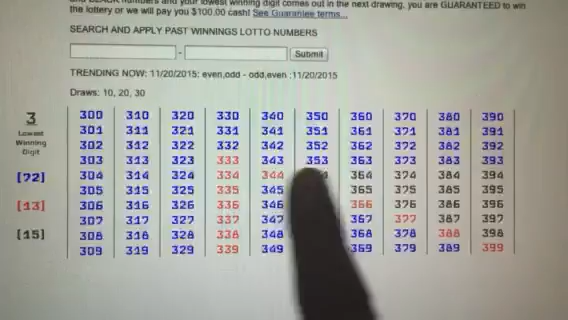 the lottery or we will pay you $100.00 cash! See Guarantee terms...
SEARCH AND APPLY PAST WINNINGS LOTTO NUMBERS
- Submit
TRENDING NOW: 11/20/2015: even,odd - odd,even :11/20/2015
Draws: 10, 20, 30
3
Lowest
Winning
Digit
[72]
[13]
[15]
300 310 320 330 340 350 360 370 380 390
301 311 321 331 341 351 361 371 381 391
302 312 322 332 342 352 362 372 382 392
303 313 323 333 343 353 363 373 383 393
304 314 324 334 344 364 374 384 394
305 315 325 335 345 365 375 385 395
306 316 326 336 346 366 376 386 396
307 317 327 337 347 367 377 387 397
308 318 328 338 348 368 378 388 398
309 319 329 339 349 369 379 389 399